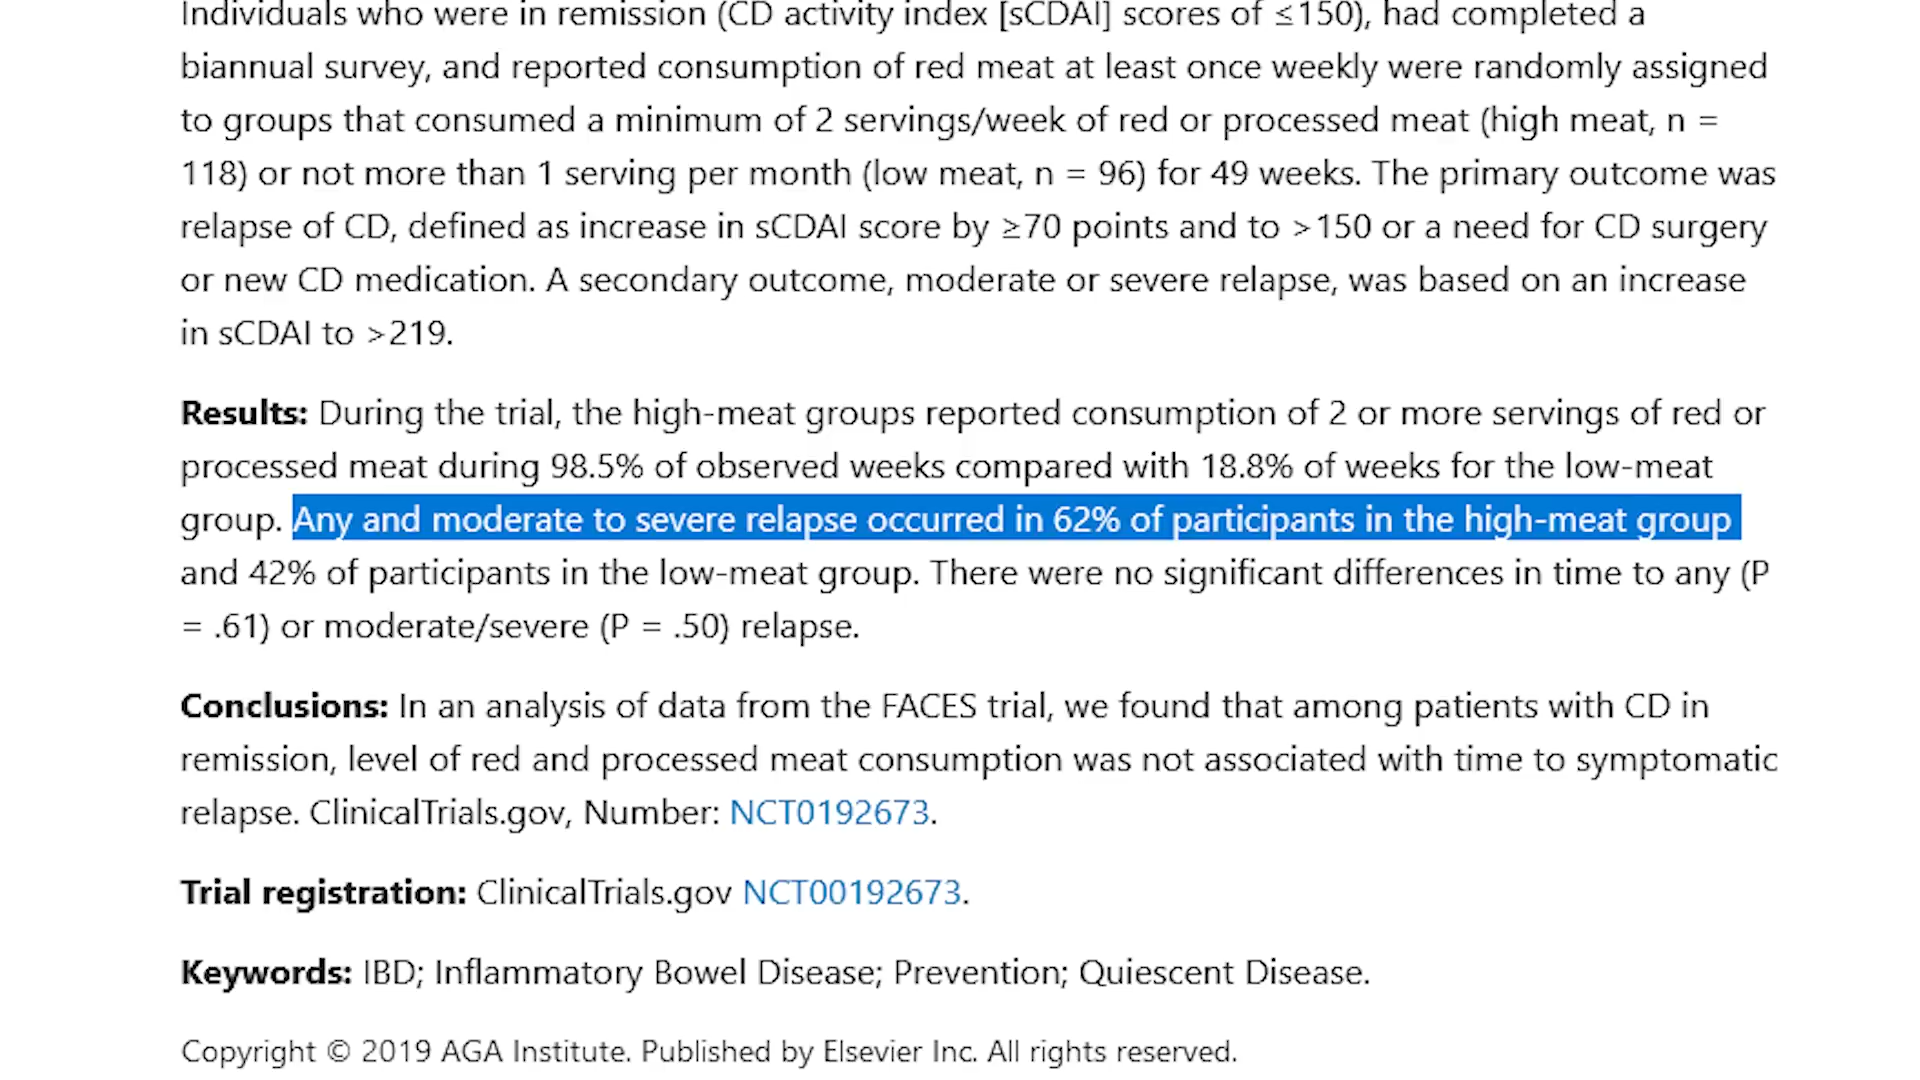 Individuals who were in remission (CD activity index [sCDAI] scores of ≤150), had completed a
biannual survey, and reported consumption of red meat at least once weekly were randomly assigned
to groups that consumed a minimum of 2 servings/week of red or processed meat (high meat, n =
118) or not more than 1 serving per month (low meat, n = 96) for 49 weeks. The primary outcome was
relapse of CD, defined as increase in sCDAI score by ≥70 points and to >150 or a need for CD surgery
or new CD medication. A secondary outcome, moderate or severe relapse, was based on an increase
in sCDAI to >219.
Results: During the trial, the high-meat groups reported consumption of 2 or more servings of red or
processed meat during 98.5% of observed weeks compared with 18.8% of weeks for the low-meat
group. Any and moderate to severe relapse occurred in 62% of participants in the high-meat group
and 42% of participants in the low-meat group. There were no significant differences in time to any (P
= .61) or moderate/severe (P = .50) relapse.
Conclusions: In an analysis of data from the FACES trial, we found that among patients with CD in
remission, level of red and processed meat consumption was not associated with time to symptomatic
relapse. ClinicalTrials.gov, Number: NCT0192673.
Trial registration: ClinicalTrials.gov NCT00192673.
Keywords: IBD; Inflammatory Bowel Disease; Prevention; Quiescent Disease.
Copyright © 2019 AGA Institute. Published by Elsevier Inc. All rights reserved.